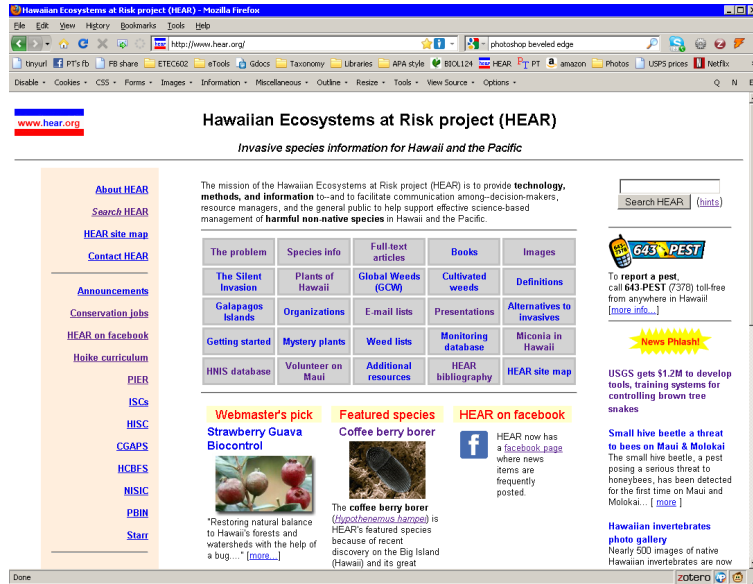 Hawaiian Ecosystems at Risk project (HEAR) - Mozilla Firefox
File Edit View History Bookmarks Tools Help
http://www.hear.org/
photoshop beveled edge
tinyurl PT'sfb FB share ETEC602 eTools Gdocs Taxonomy Libraries APA style BIOL124 HEAR PT amazon Photos USPS prices Netflix
Disable Cookies CSS Forms Images Information Miscellaneous Outline Resize Tools View Source Options Q N E
www.hear.org
Hawaiian Ecosystems at Risk project (HEAR)
Invasive species information for Hawaii and the Pacific
About HEAR
Search HEAR
HEAR site map
Contact HEAR
Announcements
Conservation jobs
HEAR on facebook
Hoike curriculum
PIER
ISCs
HISC
CGAPS
HCBFS
NISIC
PBIN
Starr
The mission of the Hawaiian Ecosystems at Risk project (HEAR) is to provide technology,
methods, and information to--and to facilitate communication among--decision-makers,
resource managers, and the general public to help support effective science-based
management of harmful non-native species in Hawaii and the Pacific.
The problem Species info Full-text articles Books Images
The Silent Invasion Plants of Hawaii Global Weeds (GCW) Cultivated weeds Definitions
Galapagos Islands Organizations E-mail lists Presentations Alternatives to invasives
Getting started Mystery plants Weed lists Monitoring database Miconia in Hawaii
HNIS database Volunteer on Maui Additional resources HEAR bibliography HEAR site map
Webmaster's pick
Strawberry Guava
Biocontrol
"Restoring natural balance
to Hawaii's forests and
watersheds with the help of
a bug...." [more...]
Featured species
Coffee berry borer
The coffee berry borer
(Hypothenemus hampei) is
HEAR's featured species
because of recent
discovery on the Big Island
(Hawaii) and its great
HEAR on facebook
HEAR now has
a facebook page
where news
items are
frequently
posted.
Search HEAR (hints)
643-PEST
To report a pest,
call 643-PEST (7378) toll-free
from anywhere in Hawaii!
[more info...]
News Flash!
USGS gets $1.2M to develop
tools, training systems for
controlling brown tree
snakes
Small hive beetle a threat
to bees on Maui & Molokai
The small hive beetle, a pest
posing a serious threat to
honeybees, has been detected
for the first time on Maui and
Molokai... [ more ]
Hawaiian invertebrates
photo gallery
Nearly 500 images of native
Hawaiian invertebrates are now
Done
zotero